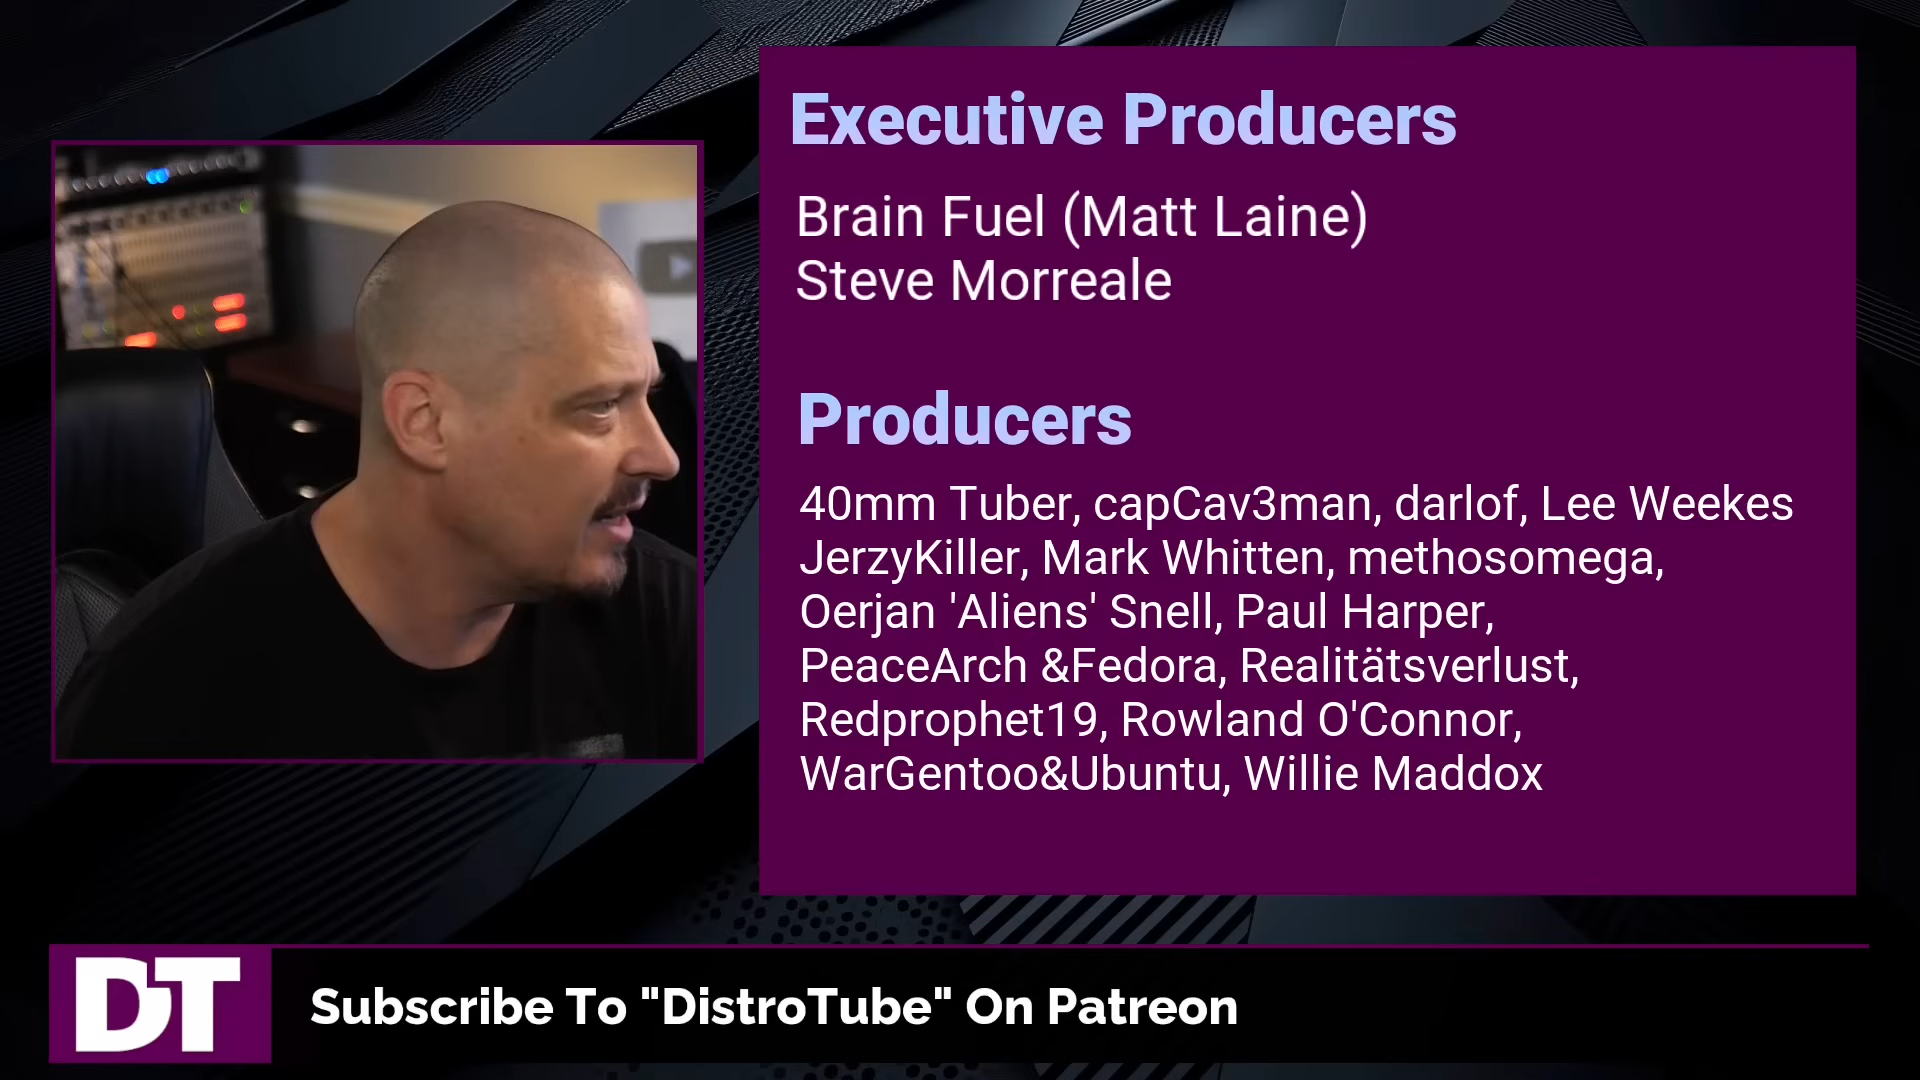 Executive Producers
Brain Fuel (Matt Laine)
Steve Morreale
Producers
40mm Tuber, capCav3man, darlof, Lee Weekes
JerzyKiller, Mark Whitten, methosomega,
Oerjan 'Aliens' Snell, Paul Harper,
PeaceArch &Fedora, Realitätsverlust,
Redprophet19, Rowland O'Connor,
WarGentoo&Ubuntu, Willie Maddox
DT
Subscribe To "DistroTube" On Patreon